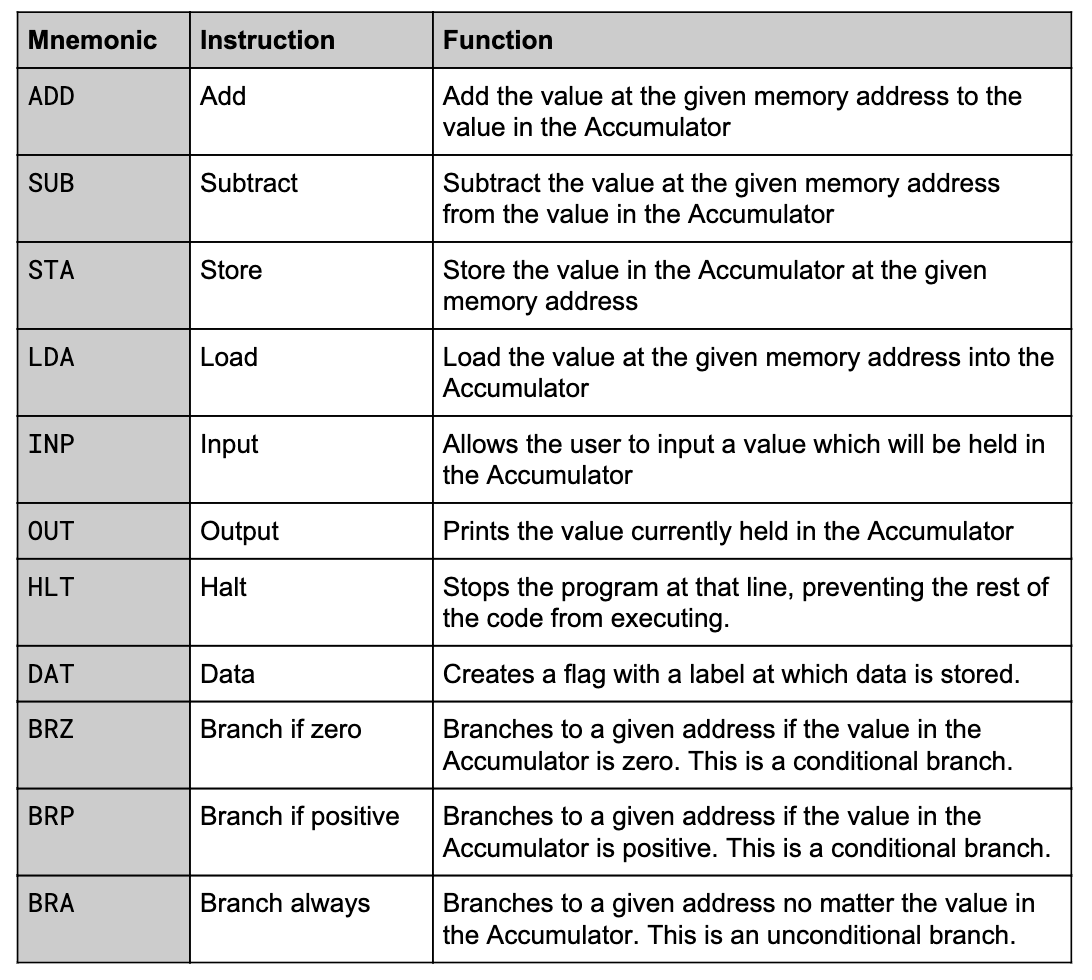 Mnemonic Instruction Function
ADD Add Add the value at the given memory address to the
value in the Accumulator
SUB Subtract Subtract the value at the given memory address
from the value in the Accumulator
STA Store Store the value in the Accumulator at the given
memory address
LDA Load Load the value at the given memory address into the
Accumulator
INP Input Allows the user to input a value which will be held in
the Accumulator
OUT Output Prints the value currently held in the Accumulator
HLT Halt Stops the program at that line, preventing the rest of
the code from executing.
DAT Data Creates a flag with a label at which data is stored.
BRZ Branch if zero Branches to a given address if the value in the
Accumulator is zero. This is a conditional branch.
BRP Branch if positive Branches to a given address if the value in the
Accumulator is positive. This is a conditional branch.
BRA Branch always Branches to a given address no matter the value in
the Accumulator. This is an unconditional branch.